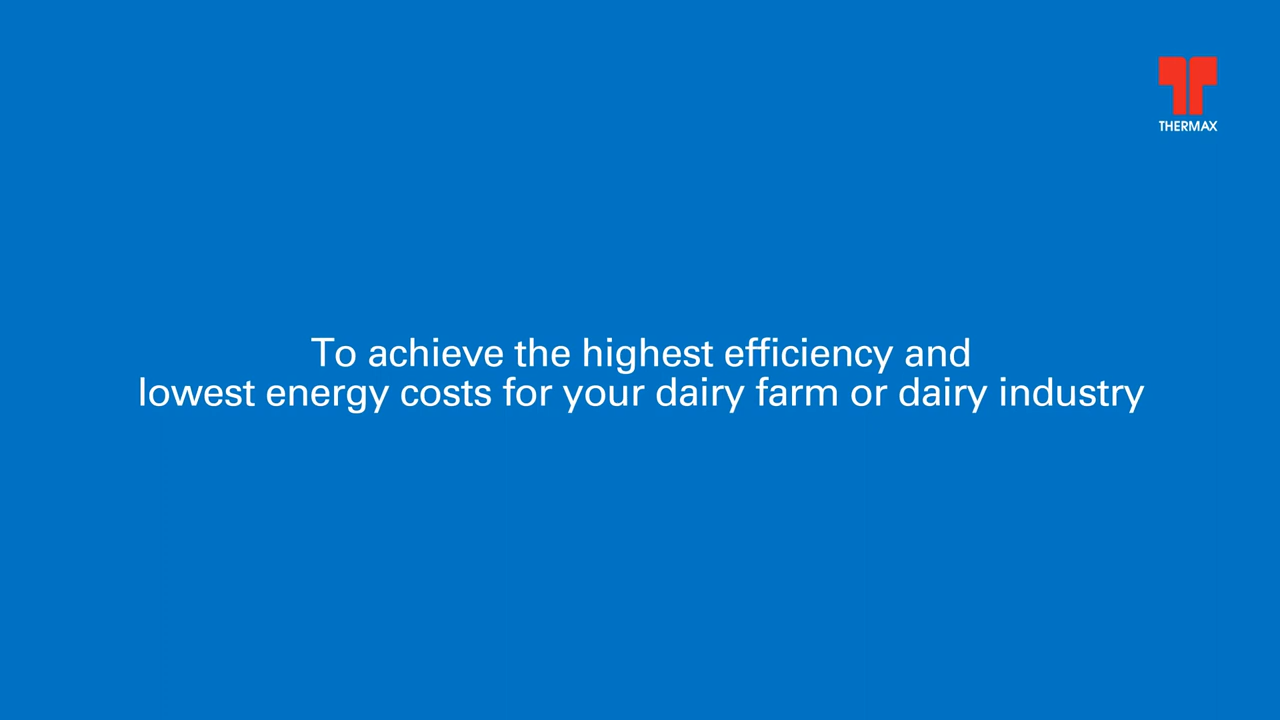 THERMAX
To achieve the highest efficiency and
lowest energy costs for your dairy farm or dairy industry